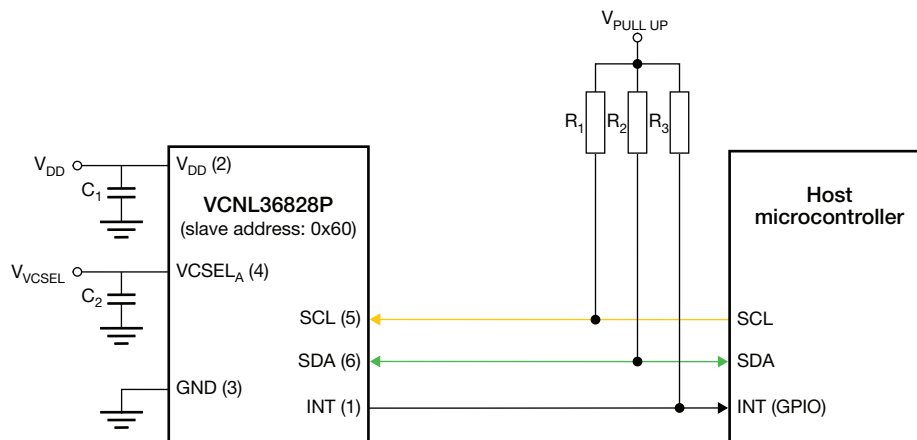 V_PULL UP
R1 R2 R3
V_DD
V_DD (2)
C1
VCNL36828P
(slave address: 0x60)
Host
microcontroller
V_VCSEL
VCSEL_A (4)
C2
SCL (5)
SCL
SDA (6)
SDA
GND (3)
INT (1)
INT (GPIO)